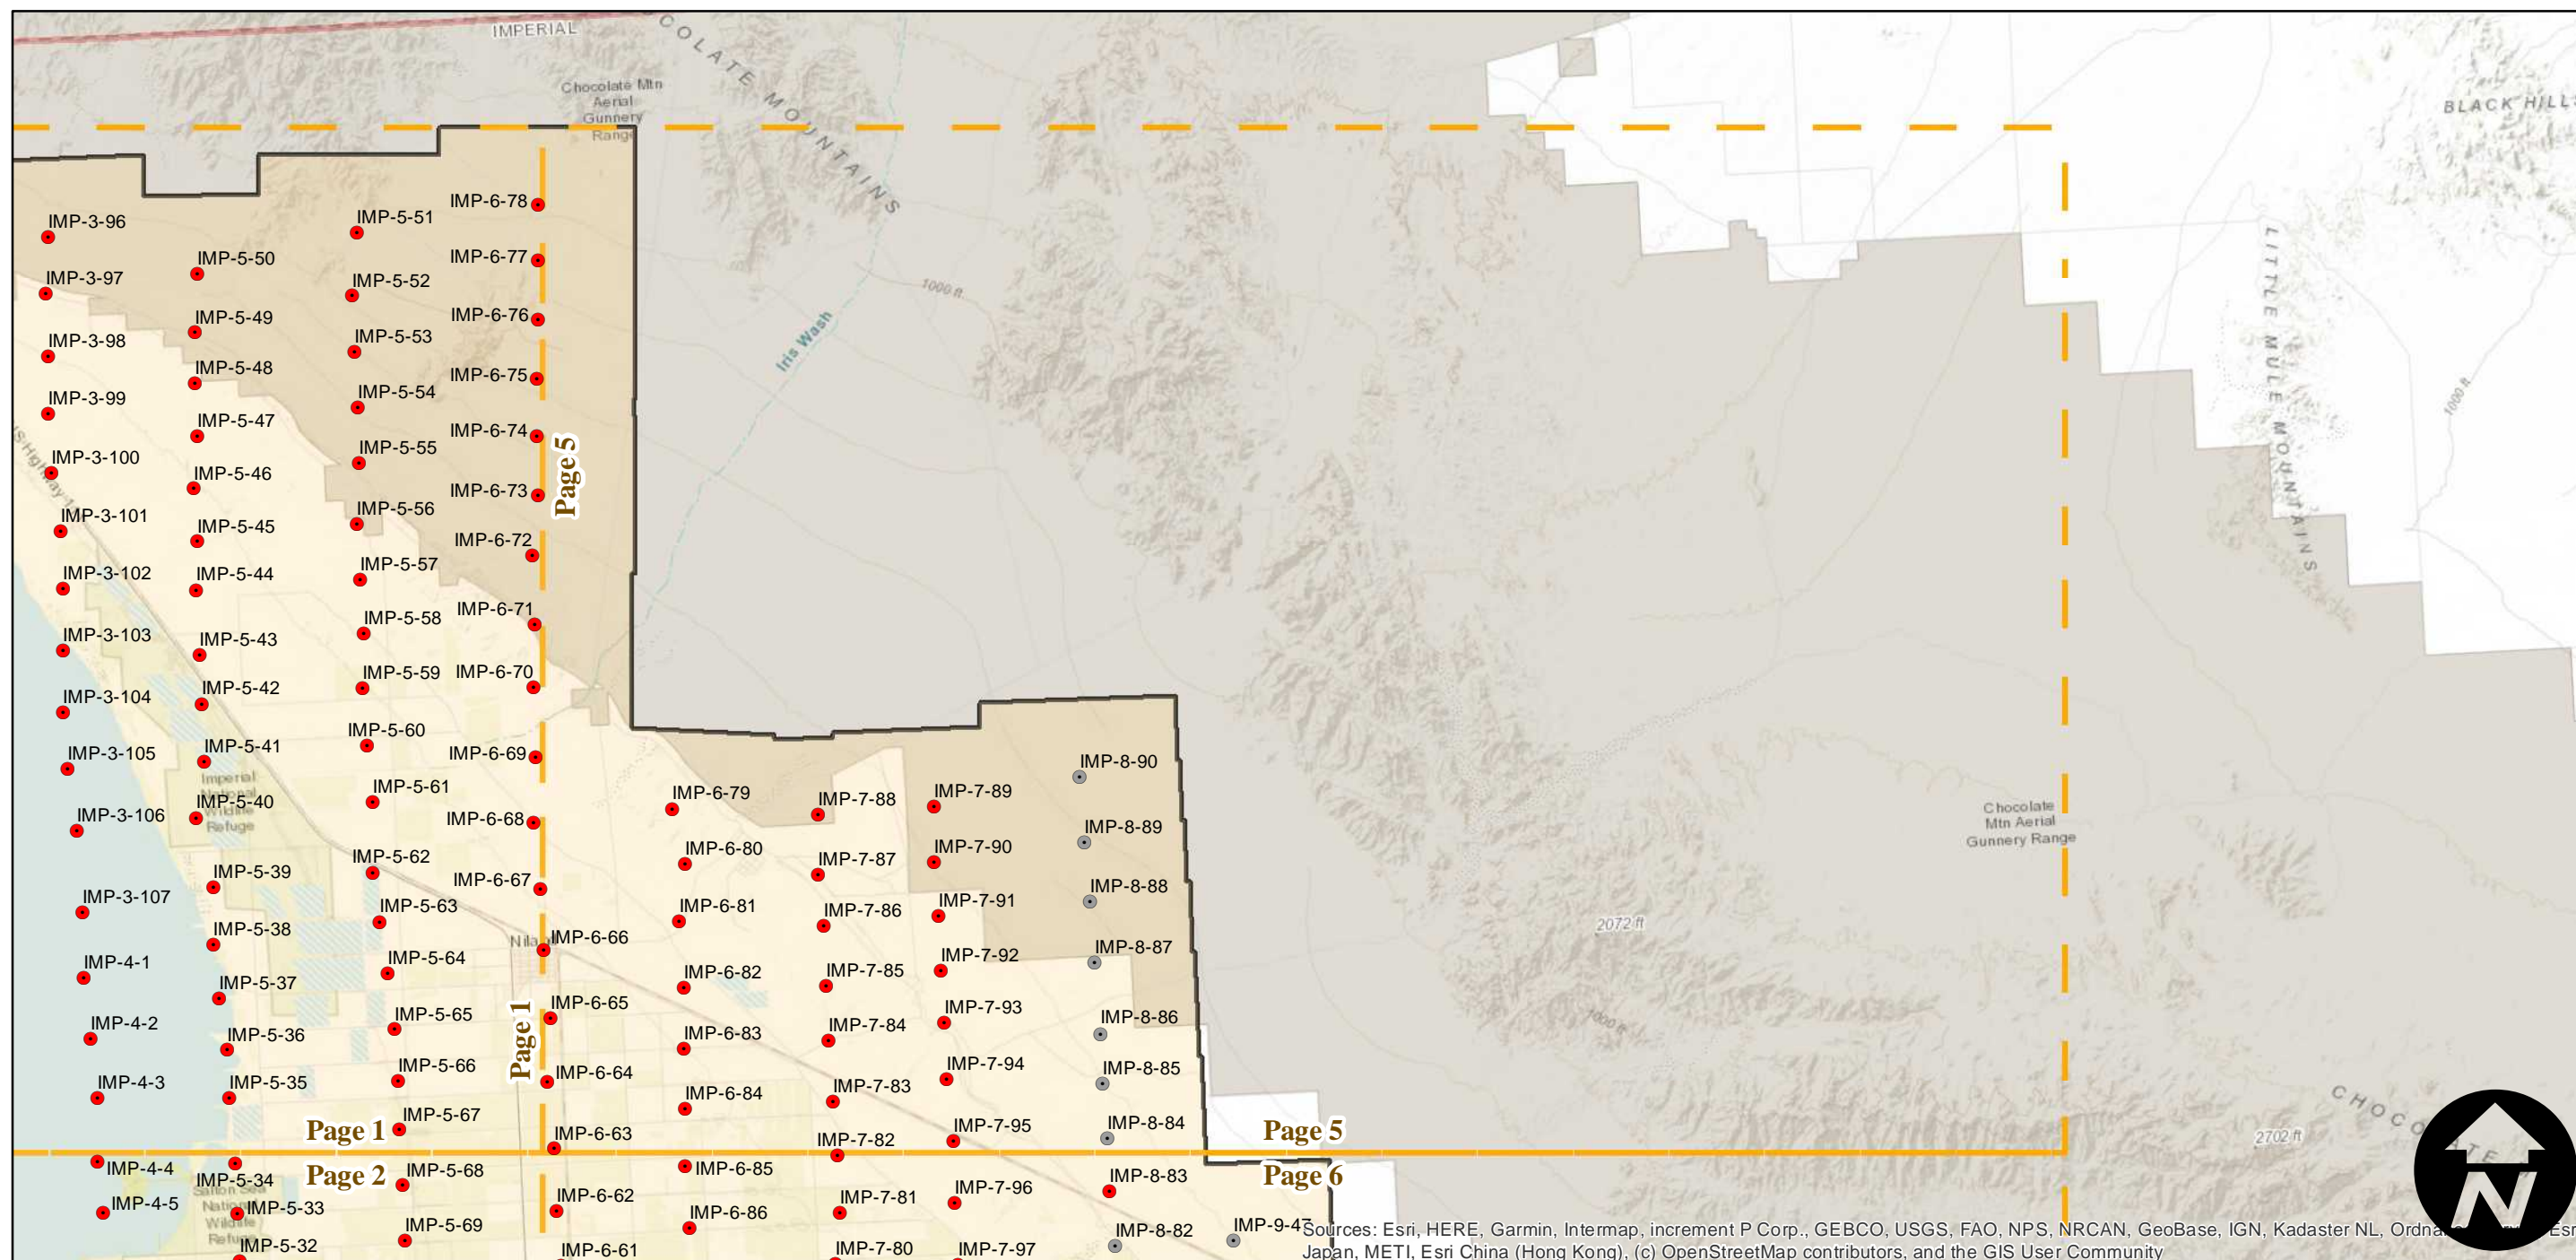 IMPERIAL
COLATE MOUNTAINS
Chocolate Mtn
Aerial
Gunnery
Range
BLACK HILLS
IMP-3-96
IMP-3-97
IMP-3-98
IMP-3-99
IMP-3-100
IMP-3-101
IMP-3-102
IMP-3-103
IMP-3-104
IMP-3-105
IMP-3-106
IMP-3-107
IMP-4-1
IMP-4-2
IMP-4-3
IMP-4-4
IMP-4-5
IMP-5-50
IMP-5-49
IMP-5-48
IMP-5-47
IMP-5-46
IMP-5-45
IMP-5-44
IMP-5-43
IMP-5-42
IMP-5-41
Imperial
National
Wildlife
Refuge
IMP-5-40
IMP-5-39
IMP-5-38
IMP-5-37
IMP-5-36
IMP-5-35
IMP-5-34
Salton Sea
National
Wildlife
Refuge
IMP-5-33
IMP-5-32
IMP-5-51
IMP-5-52
IMP-5-53
IMP-5-54
IMP-5-55
IMP-5-56
IMP-5-57
IMP-5-58
IMP-5-59
IMP-5-60
IMP-5-61
IMP-5-62
IMP-5-63
IMP-5-64
IMP-5-65
IMP-5-66
IMP-5-67
IMP-5-68
IMP-5-69
IMP-6-78
IMP-6-77
IMP-6-76
IMP-6-75
IMP-6-74
IMP-6-73
IMP-6-72
IMP-6-71
IMP-6-70
IMP-6-69
IMP-6-68
IMP-6-67
IMP-6-66
IMP-6-65
IMP-6-64
IMP-6-63
IMP-6-62
IMP-6-61
Page 5
Page 1
Page 1
Page 2
IMP-6-79
IMP-6-80
IMP-6-81
IMP-6-82
IMP-6-83
IMP-6-84
IMP-6-85
IMP-6-86
IMP-7-88
IMP-7-87
IMP-7-86
IMP-7-85
IMP-7-84
IMP-7-83
IMP-7-82
IMP-7-81
IMP-7-80
IMP-7-89
IMP-7-90
IMP-7-91
IMP-7-92
IMP-7-93
IMP-7-94
IMP-7-95
IMP-7-96
IMP-7-97
IMP-8-90
IMP-8-89
IMP-8-88
IMP-8-87
IMP-8-86
IMP-8-85
IMP-8-84
IMP-8-83
IMP-8-82
IMP-9-47
Page 5
Page 6
Iris Wash
1000 ft
LITTLE MULE MOUNTAINS
1000 ft
Chocolate
Mtn Aerial
Gunnery Range
2072 ft
1000 ft
2702 ft
CHOCOLATE
N
Sources: Esri, HERE, Garmin, Intermap, increment P Corp., GEBCO, USGS, FAO, NPS, NRCAN, GeoBase, IGN, Kadaster NL,
Japan, METI, Esri China (Hong Kong), (c) OpenStreetMap contributors, and the GIS User Community